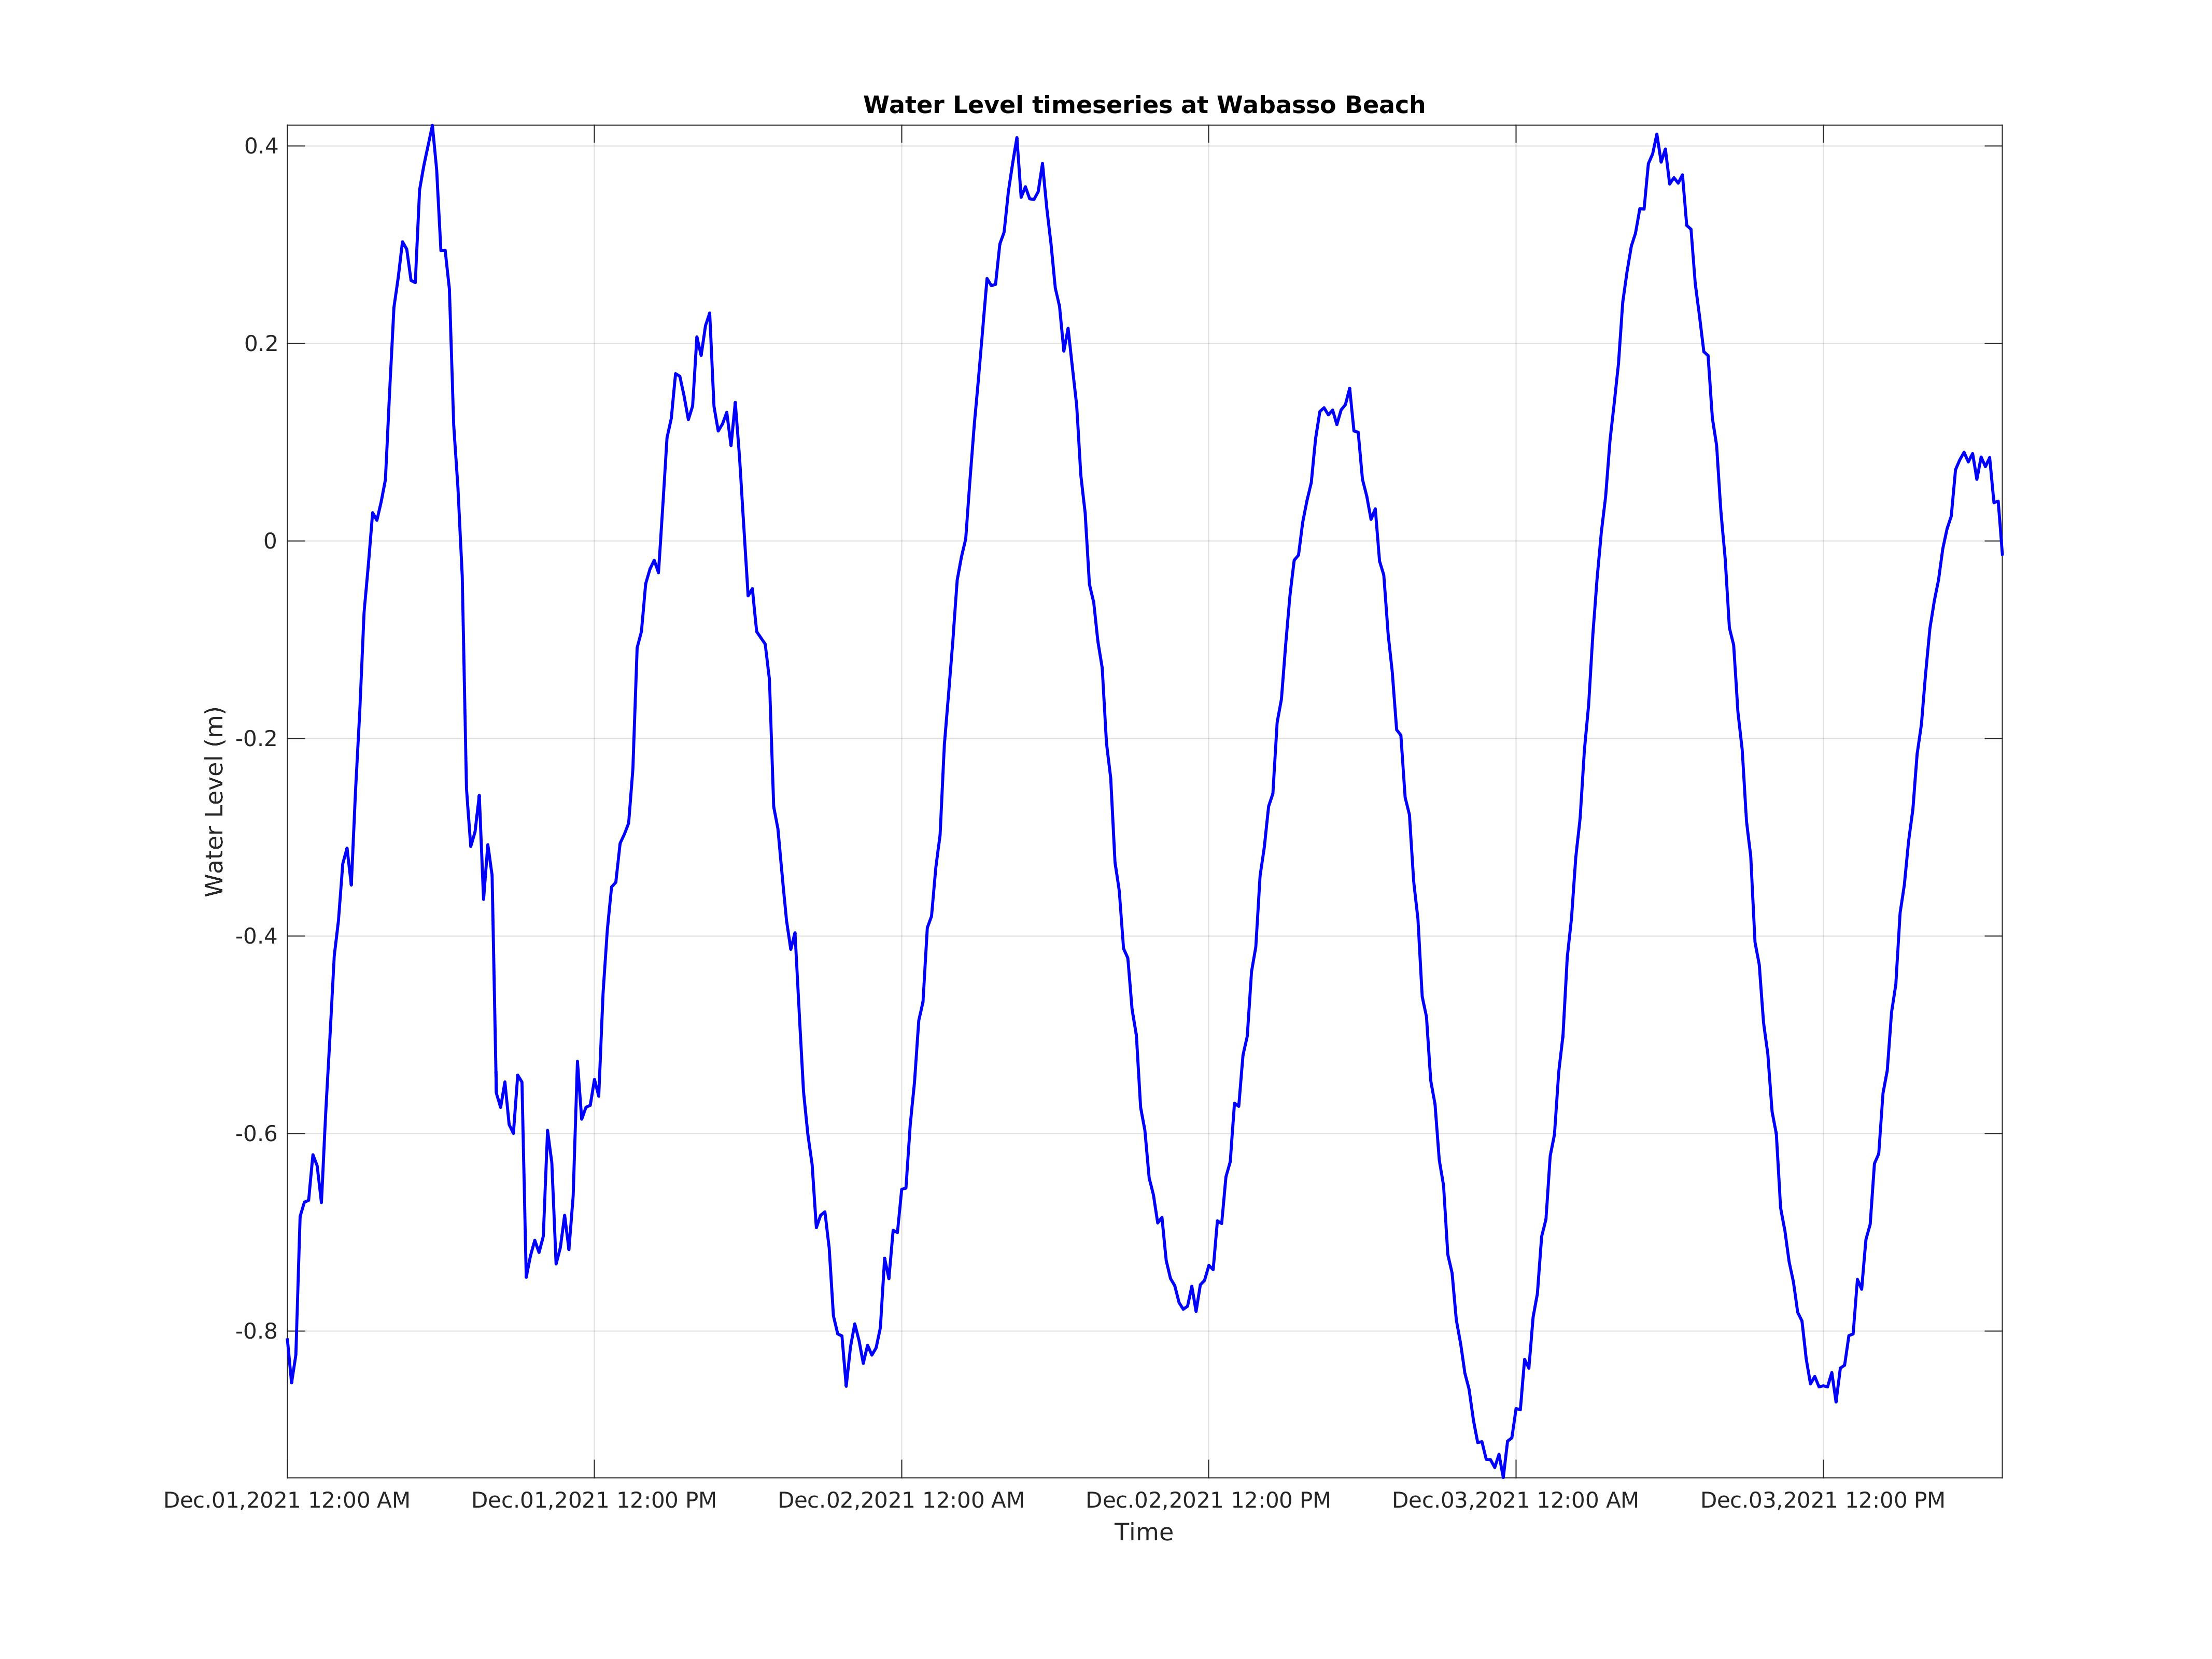 Water Level timeseries at Wabasso Beach
0.4
0.2
0
-0.2
-0.4
-0.6
-0.8
Water Level (m)
Dec.01,2021 12:00 AM Dec.01,2021 12:00 PM Dec.02,2021 12:00 AM Dec.02,2021 12:00 PM Dec.03,2021 12:00 AM Dec.03,2021 12:00 PM
Time